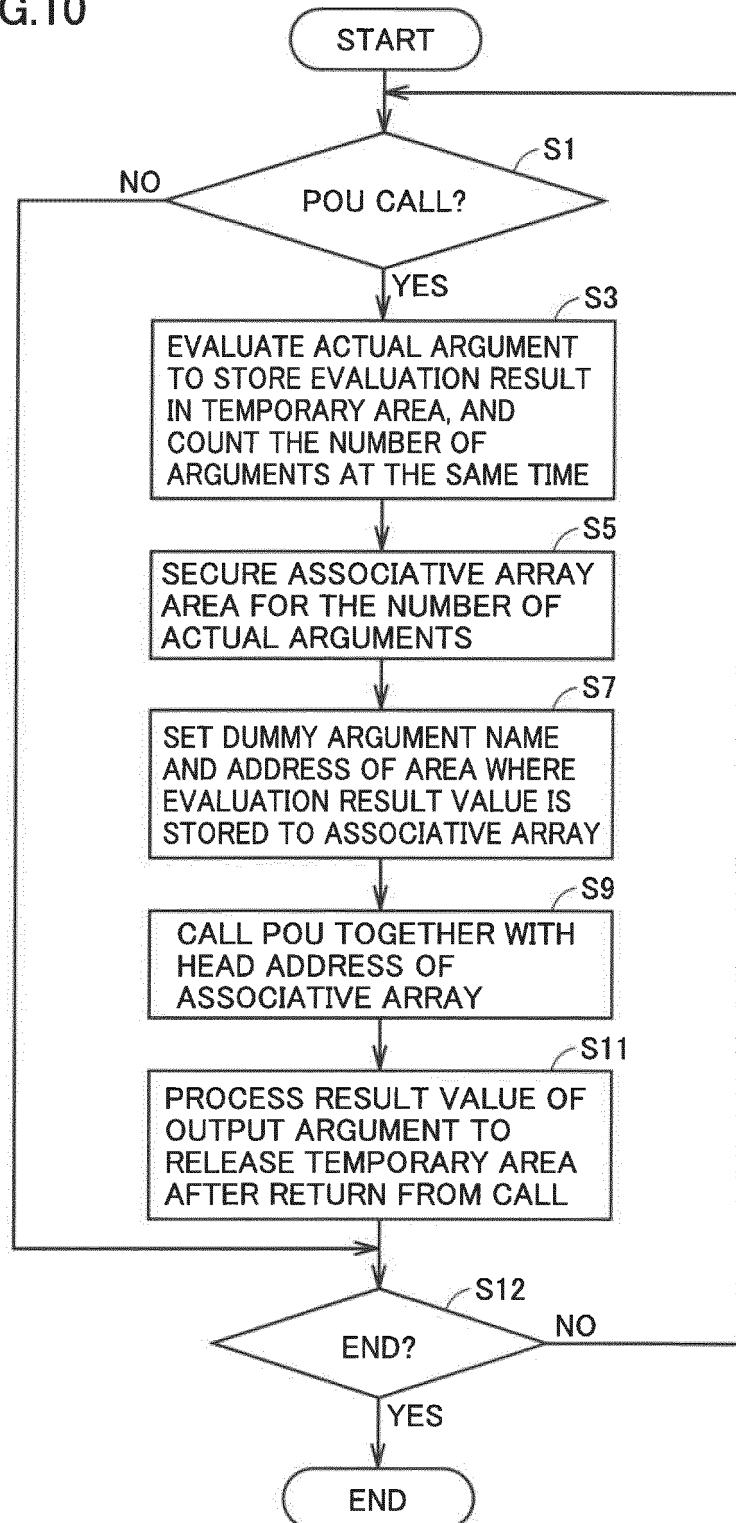 G.10
START
S1
NO
POU CALL?
YES
S3
EVALUATE ACTUAL ARGUMENT
TO STORE EVALUATION RESULT
IN TEMPORARY AREA, AND
COUNT THE NUMBER OF
ARGUMENTS AT THE SAME TIME
S5
SECURE ASSOCIATIVE ARRAY
AREA FOR THE NUMBER OF
ACTUAL ARGUMENTS
S7
SET DUMMY ARGUMENT NAME
AND ADDRESS OF AREA WHERE
EVALUATION RESULT VALUE IS
STORED TO ASSOCIATIVE ARRAY
S9
CALL POU TOGETHER WITH
HEAD ADDRESS OF
ASSOCIATIVE ARRAY
S11
PROCESS RESULT VALUE OF
OUTPUT ARGUMENT TO
RELEASE TEMPORARY AREA
AFTER RETURN FROM CALL
S12
END?
NO
YES
END